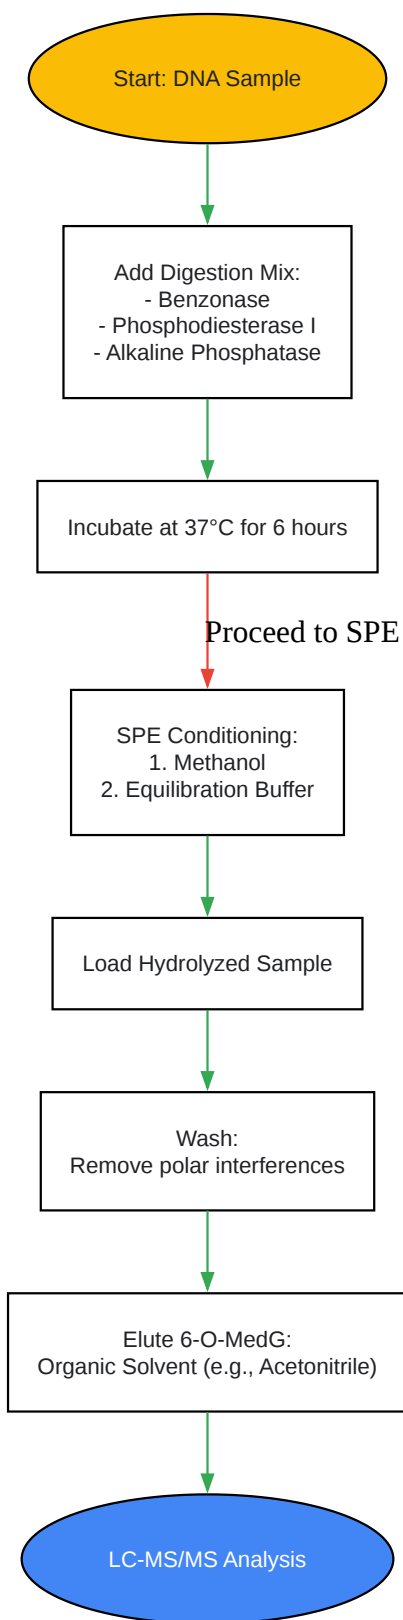 Start: DNA Sample
Add Digestion Mix:
- Benzonase
- Phosphodiesterase I
- Alkaline Phosphatase
Incubate at 37°C for 6 hours
Proceed to SPE
SPE Conditioning:
1. Methanol
2. Equilibration Buffer
Load Hydrolyzed Sample
Wash:
Remove polar interferences
Elute 6-O-MedG:
Organic Solvent (e.g., Acetonitrile)
LC-MS/MS Analysis